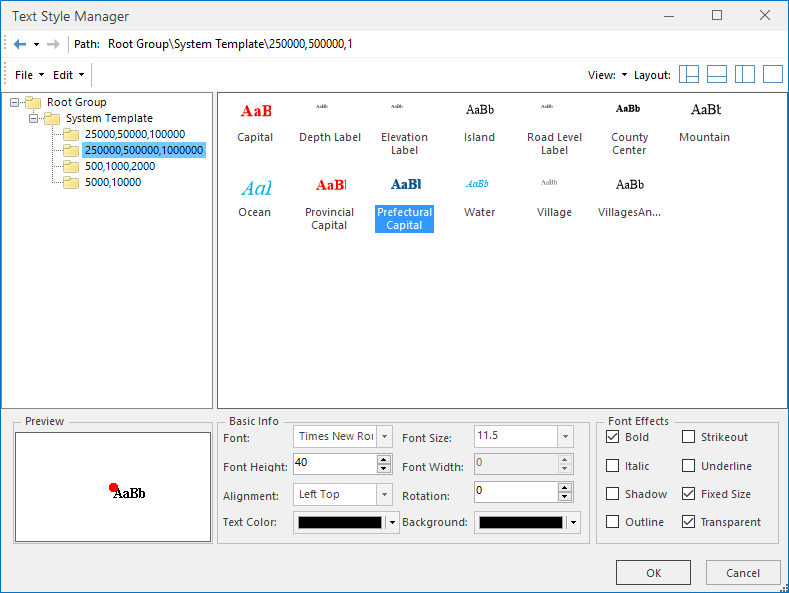 Text Style Manager
Path: Root Group\System Template\250000,500000,1
File Edit View: Layout:
Root Group
System Template
25000,50000,100000
250000,500000,1000000
500,1000,2000
5000,10000
AaB AaBb AaBb AaBb AaBb AaBb AaBt
Capital Depth Label Elevation Label Island Road Level Label County Center Mountain
Aal AaBl AaBl AaBb AaBb AaBb
Ocean Provincial Capital Prefectural Capital Water Village VillagesAn...
Preview
AaBb
Basic Info
Font: Times New Ror Font Size: 11.5
Font Height: 40 Font Width: 0
Alignment: Left Top Rotation: 0
Text Color: Background:
Font Effects
Bold Strikeout
Italic Underline
Shadow Fixed Size
Outline Transparent
OK Cancel